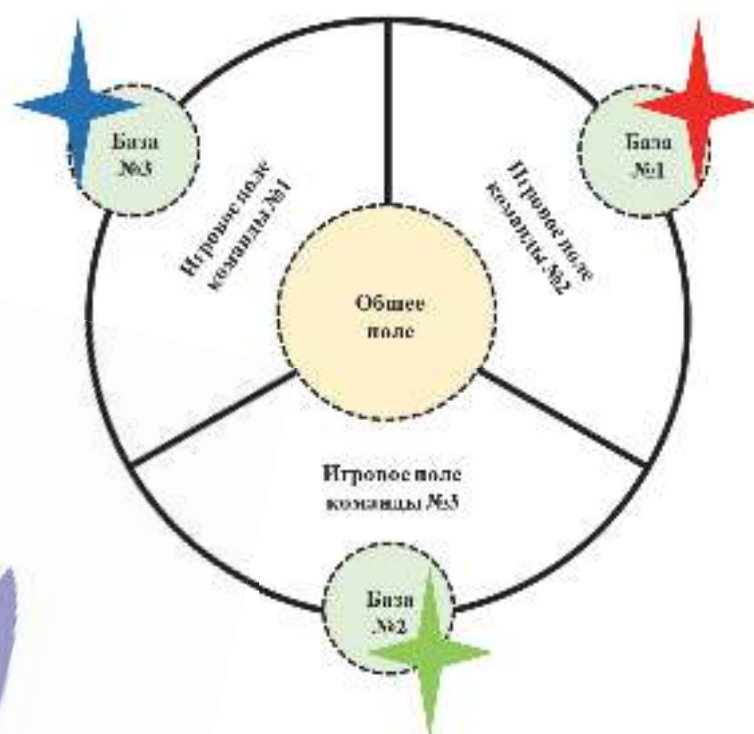 База
№3
База
№1
Игровое поле
команды №1
Игровое поле
команды №2
Общее
поле
Игровое поле
команды №3
База
№2